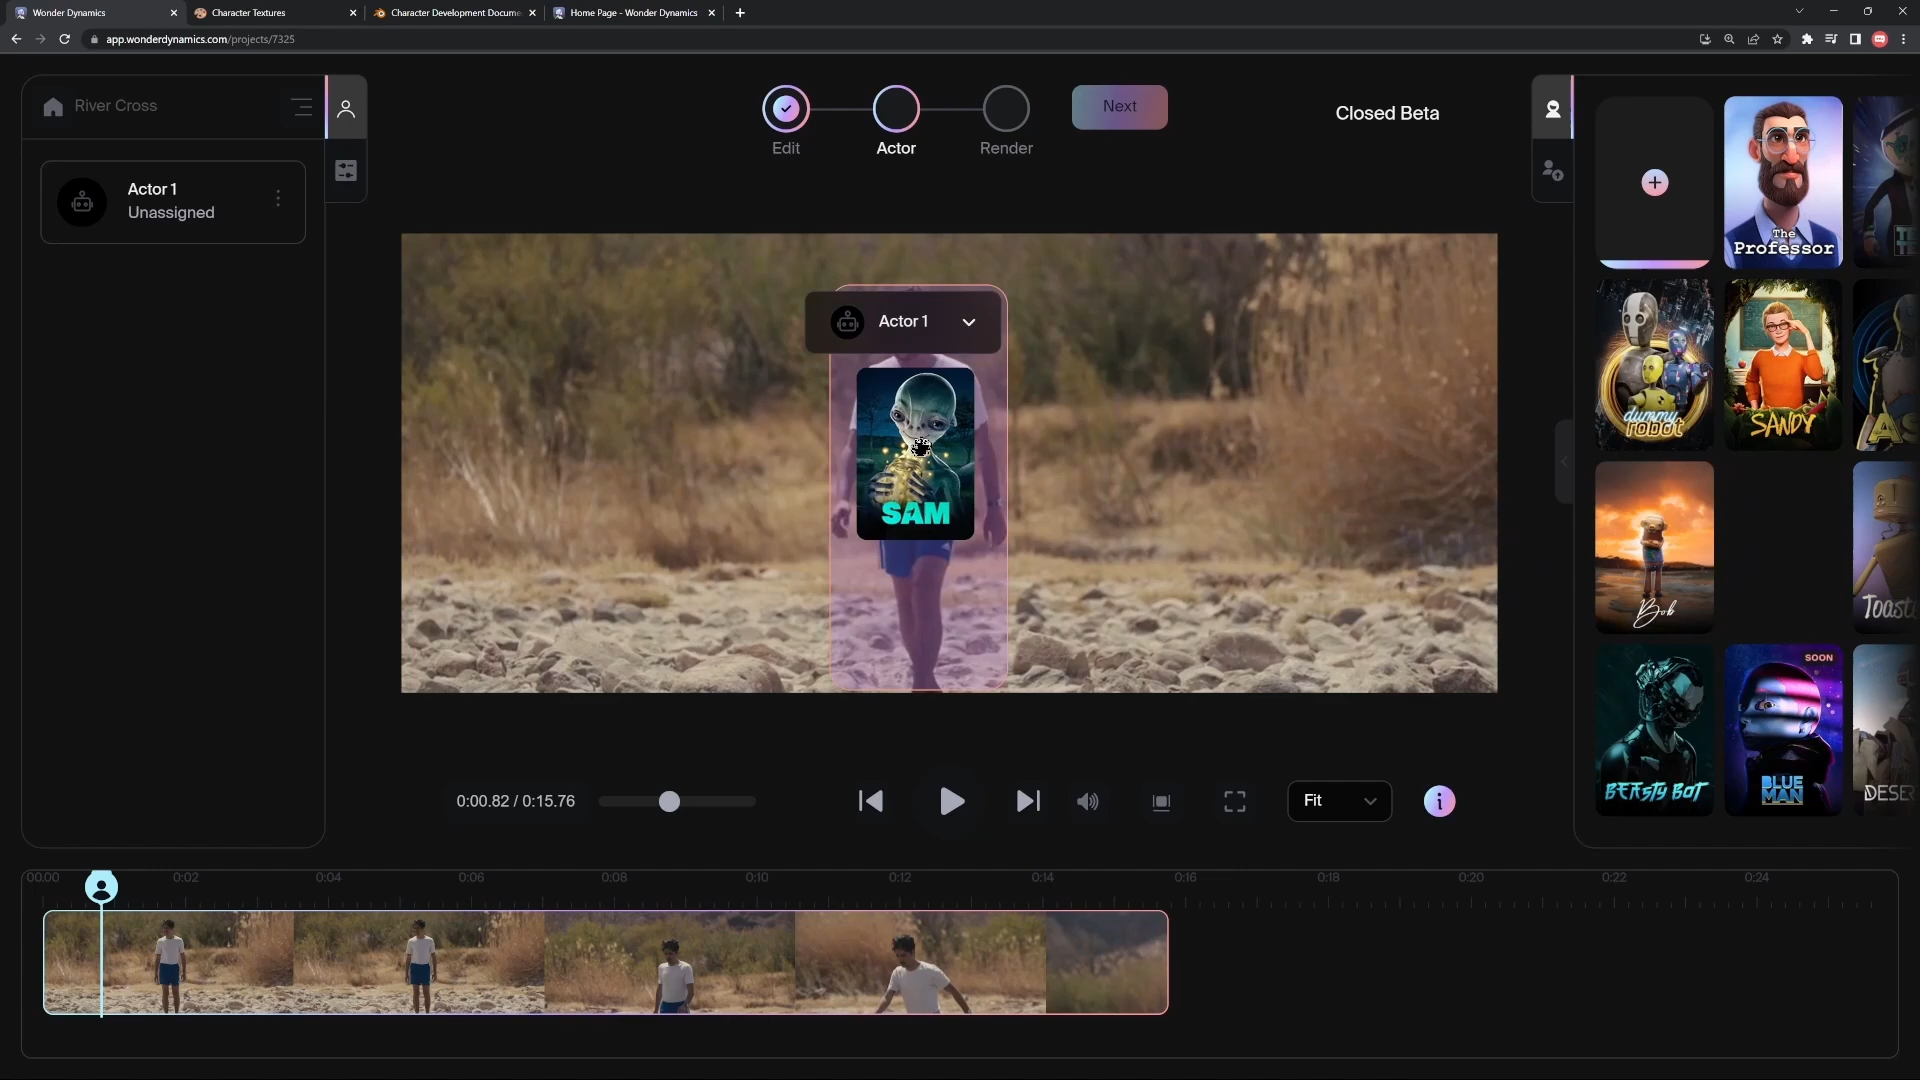 Wonder Dynamics
Character Textures
Character Development Docume
Home Page - Wonder Dynamics
app.wonderdynamics.com/projects/7325
River Cross
Actor 1
Unassigned
Edit
Actor
Render
Next
Closed Beta
Actor 1
SAM
The
Professor
dummy
robot
SANDY
AS
Bob
Toast
BEASTY BOT
SOON
BLUE
MAN
DESER
0:00.82 / 0:15.76
Fit
00.00
0:02
0:04
0:06
0:08
0:10
0:12
0:14
0:16
0:18
0:20
0:22
0:24